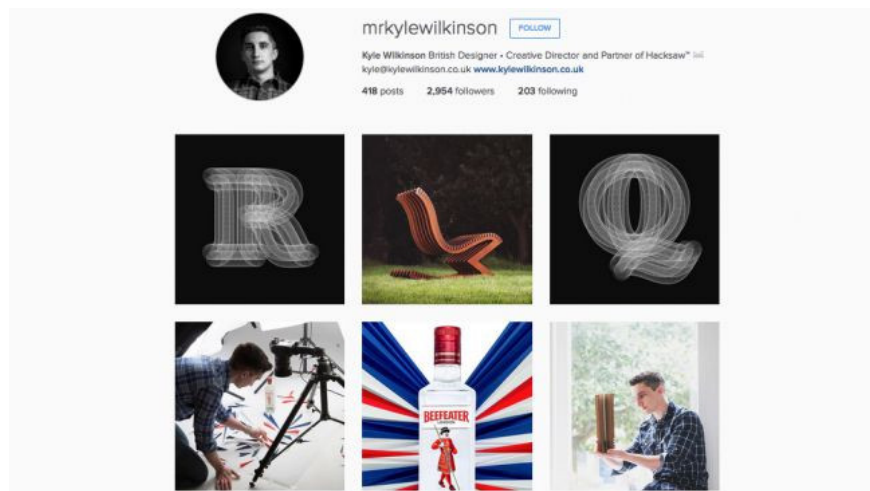 mrkylewilkinson FOLLOW
Kyle Wilkinson British Designer • Creative Director and Partner of Hacksaw™
kyle@kylewilkinson.co.uk www.kylewilkinson.co.uk
418 posts 2,954 followers 203 following
R
Q
BEEFEATER
LONDON